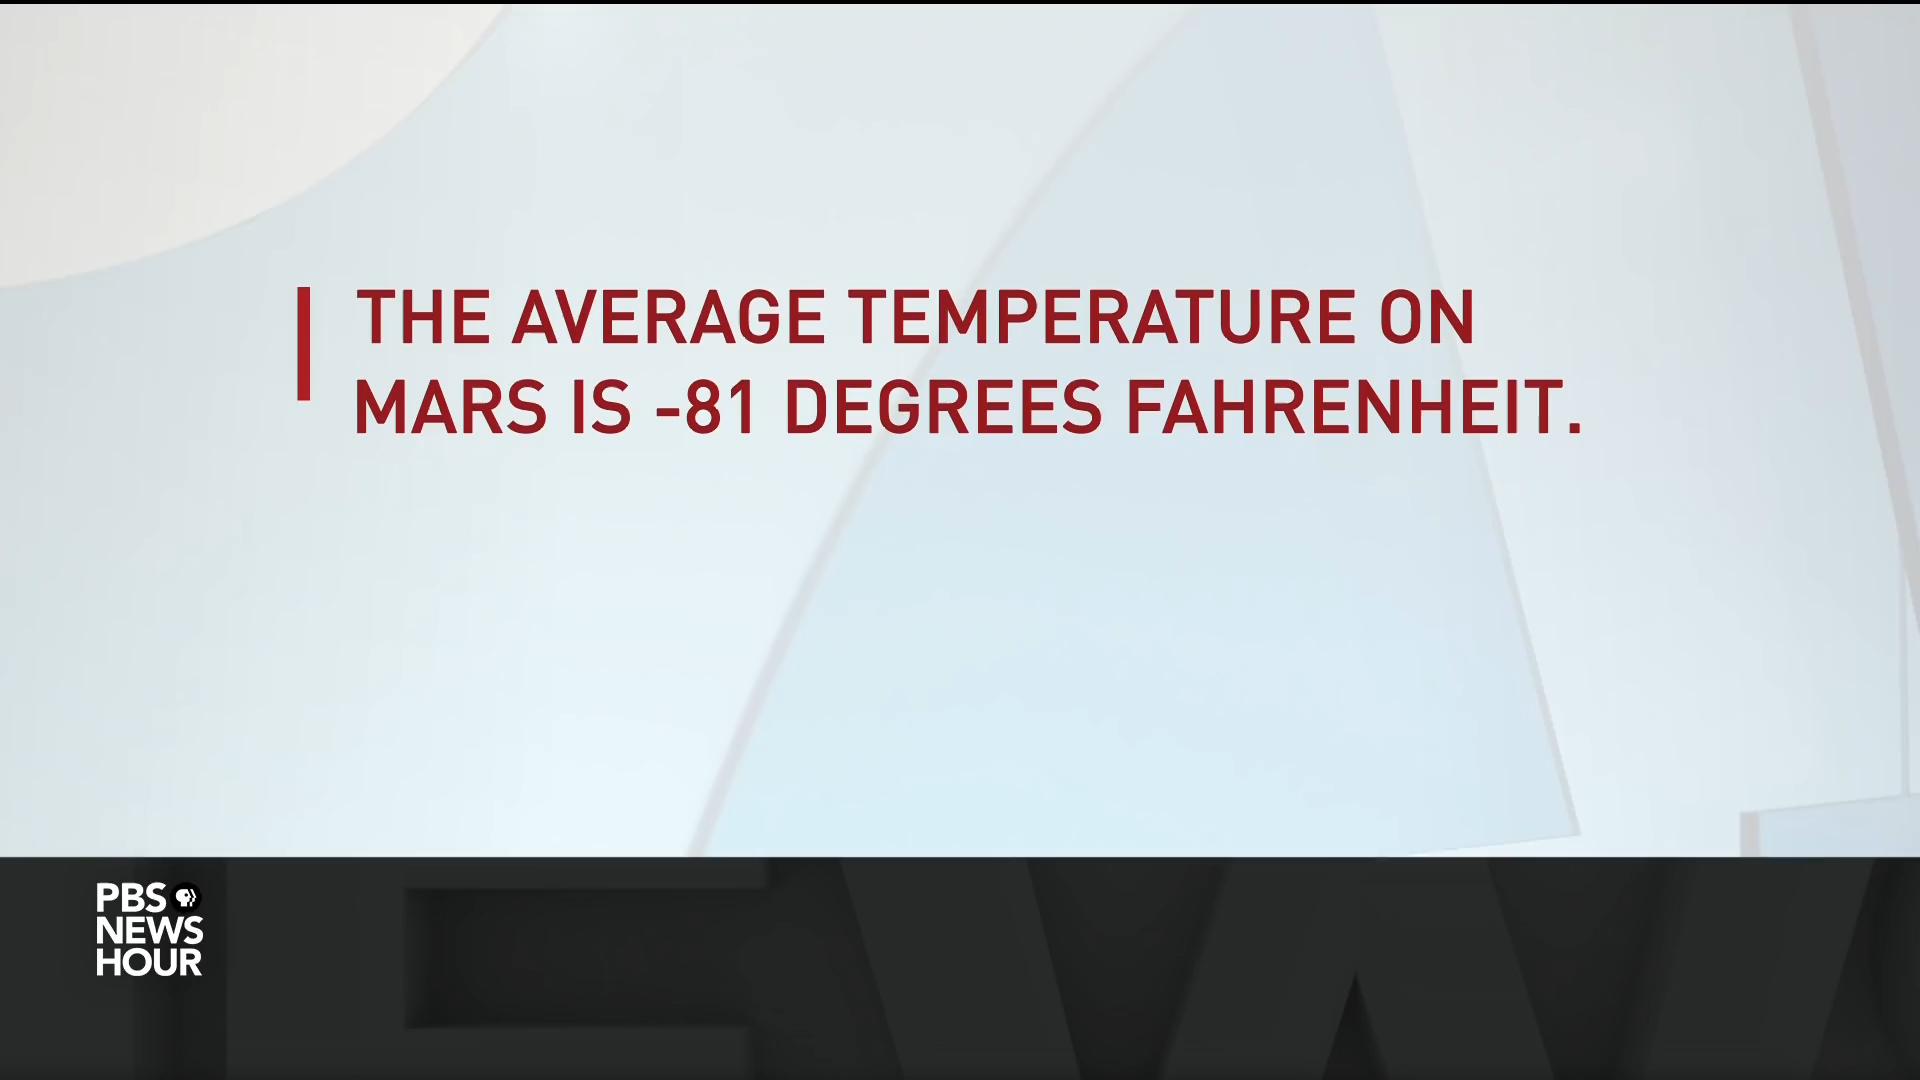 THE AVERAGE TEMPERATURE ON
MARS IS -81 DEGREES FAHRENHEIT.
PBS
NEWS
HOUR